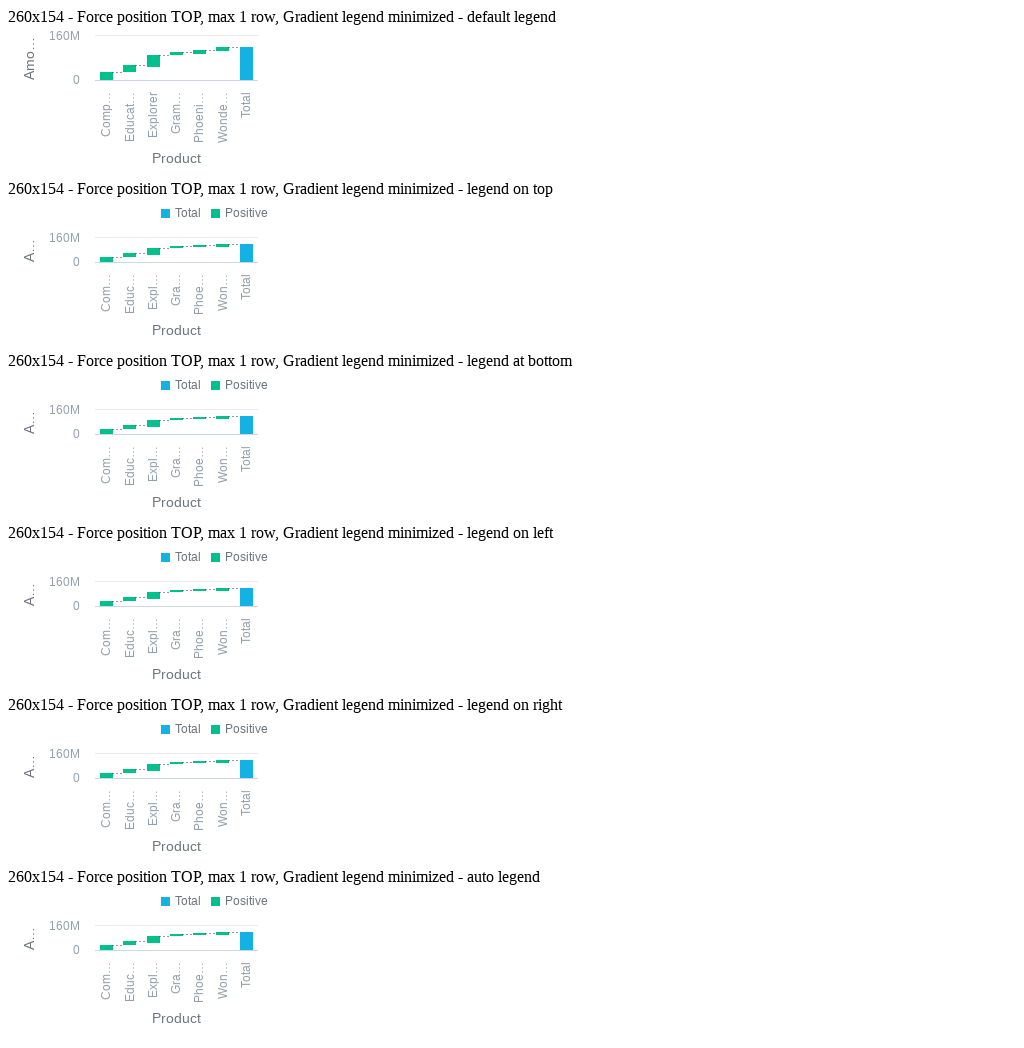 260x154 - Force position TOP, max 1 row, Gradient legend minimized - default legend
160M
0
Amo…
Comp…
Educat…
Explorer
Gram…
Phoeni…
Wonde…
Total
Product
260x154 - Force position TOP, max 1 row, Gradient legend minimized - legend on top
Total Positive
160M
0
A…
Com…
Educ…
Expl…
Gra…
Phoe…
Won…
Total
Product
260x154 - Force position TOP, max 1 row, Gradient legend minimized - legend at bottom
Total Positive
160M
0
A…
Com…
Educ…
Expl…
Gra…
Phoe…
Won…
Total
Product
260x154 - Force position TOP, max 1 row, Gradient legend minimized - legend on left
Total Positive
160M
0
A…
Com…
Educ…
Expl…
Gra…
Phoe…
Won…
Total
Product
260x154 - Force position TOP, max 1 row, Gradient legend minimized - legend on right
Total Positive
160M
0
A…
Com…
Educ…
Expl…
Gra…
Phoe…
Won…
Total
Product
260x154 - Force position TOP, max 1 row, Gradient legend minimized - auto legend
Total Positive
160M
0
A…
Com…
Educ…
Expl…
Gra…
Phoe…
Won…
Total
Product